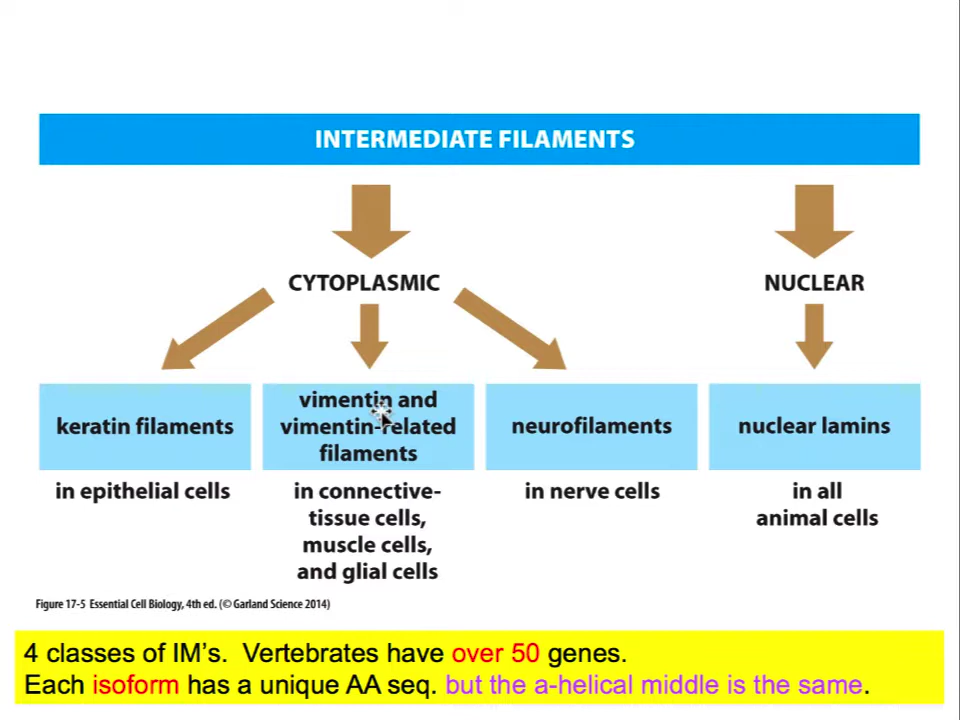 INTERMEDIATE FILAMENTS
CYTOPLASMIC
NUCLEAR
keratin filaments
in epithelial cells
vimentin and
vimentin-related
filaments
in connective-
tissue cells,
muscle cells,
and glial cells
neurofilaments
in nerve cells
nuclear lamins
in all
animal cells
Figure 17-5 Essential Cell Biology, 4th ed. (© Garland Science 2014)
4 classes of IM's.  Vertebrates have over 50 genes.
Each isoform has a unique AA seq. but the a-helical middle is the same.